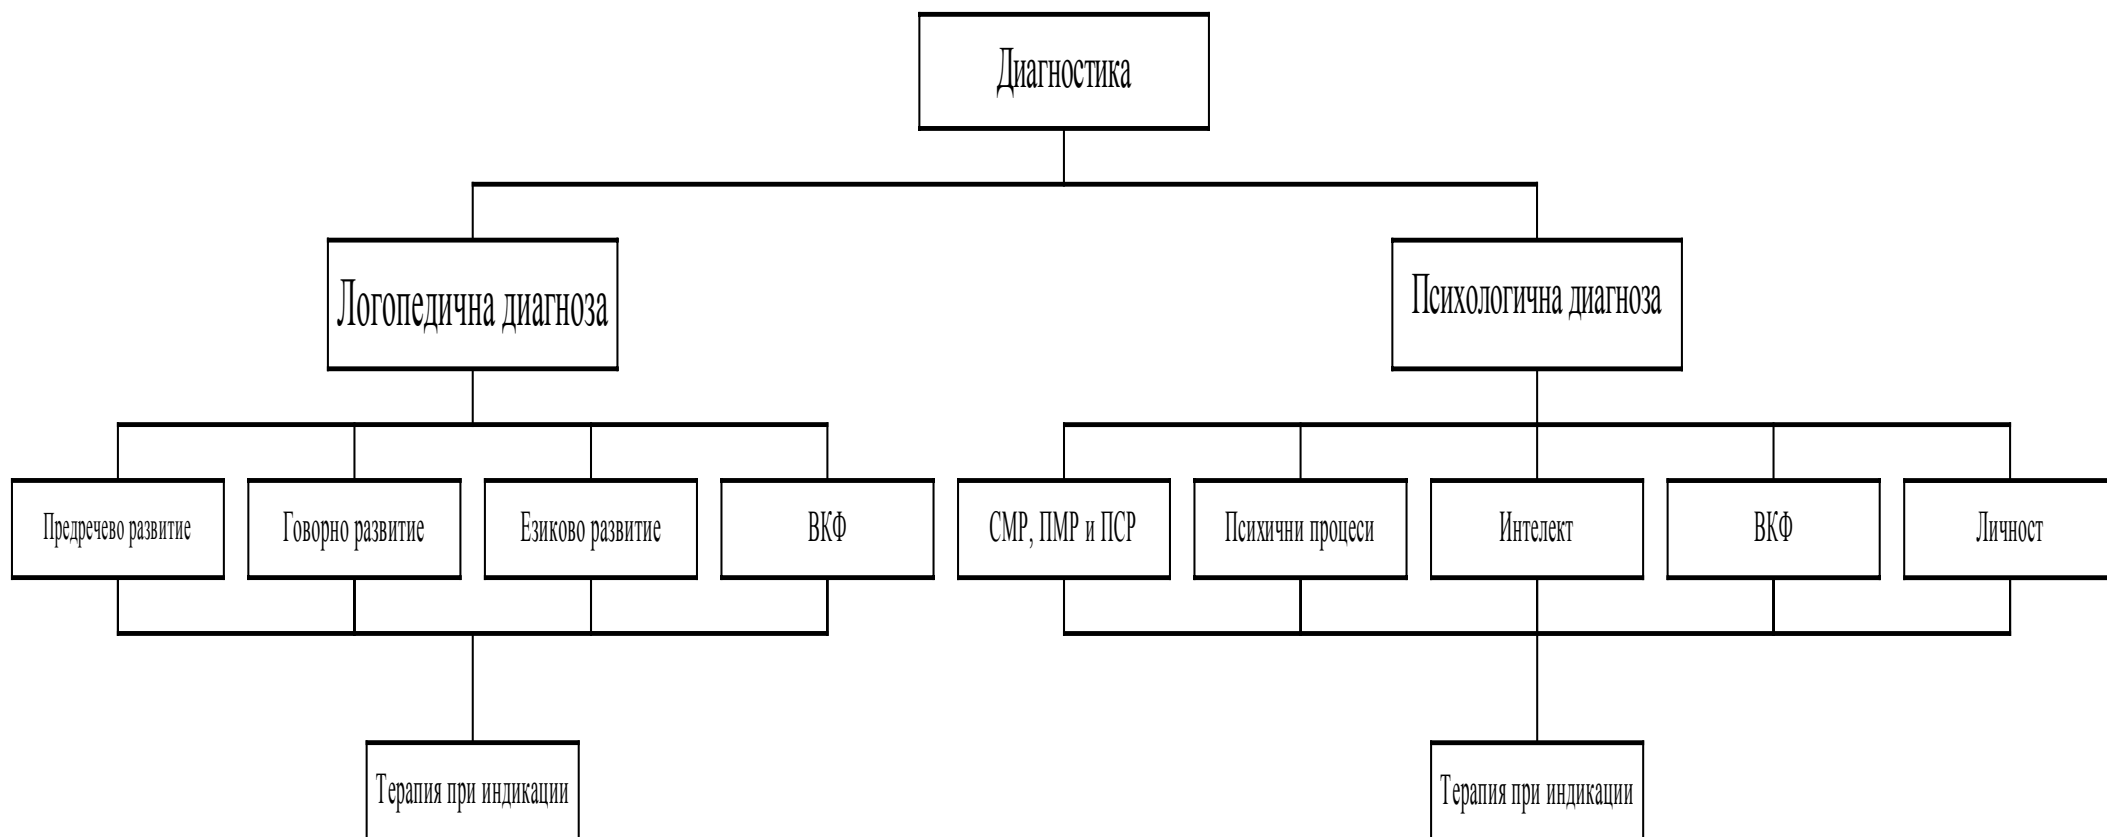 Диагностика
Логопедична диагноза
Психологична диагноза
Предречево развитие
Говорно развитие
Езиково развитие
ВКФ
СМР, ПМР и ПСР
Психични процеси
Интелект
ВКФ
Личност
Терапия при индикации
Терапия при индикации